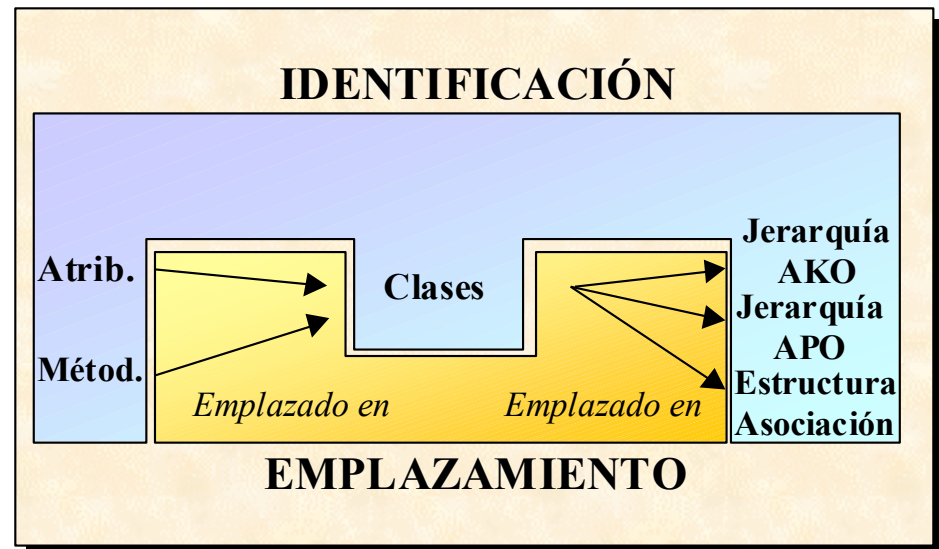 IDENTIFICACIÓN
Atrib.
Métod.
Clases
Jerarquía
AKO
Jerarquía
APO
Estructura
Asociación
Emplazado en
Emplazado en
EMPLAZAMIENTO